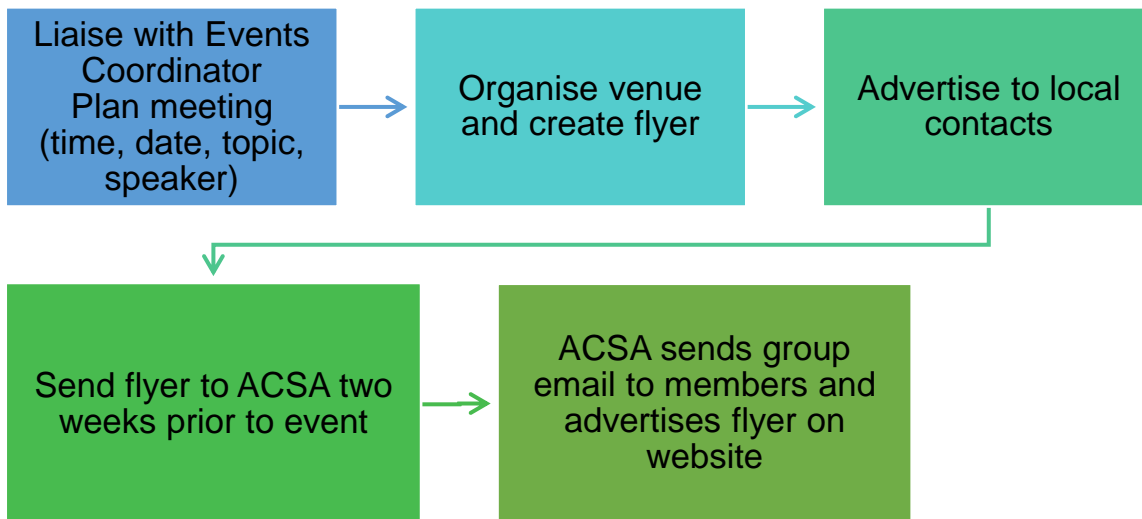 Liaise with Events
Coordinator
Plan meeting
(time, date, topic,
speaker)
Organise venue
and create flyer
Advertise to local
contacts
Send flyer to ACSA two
weeks prior to event
ACSA sends group
email to members and
advertises flyer on
website